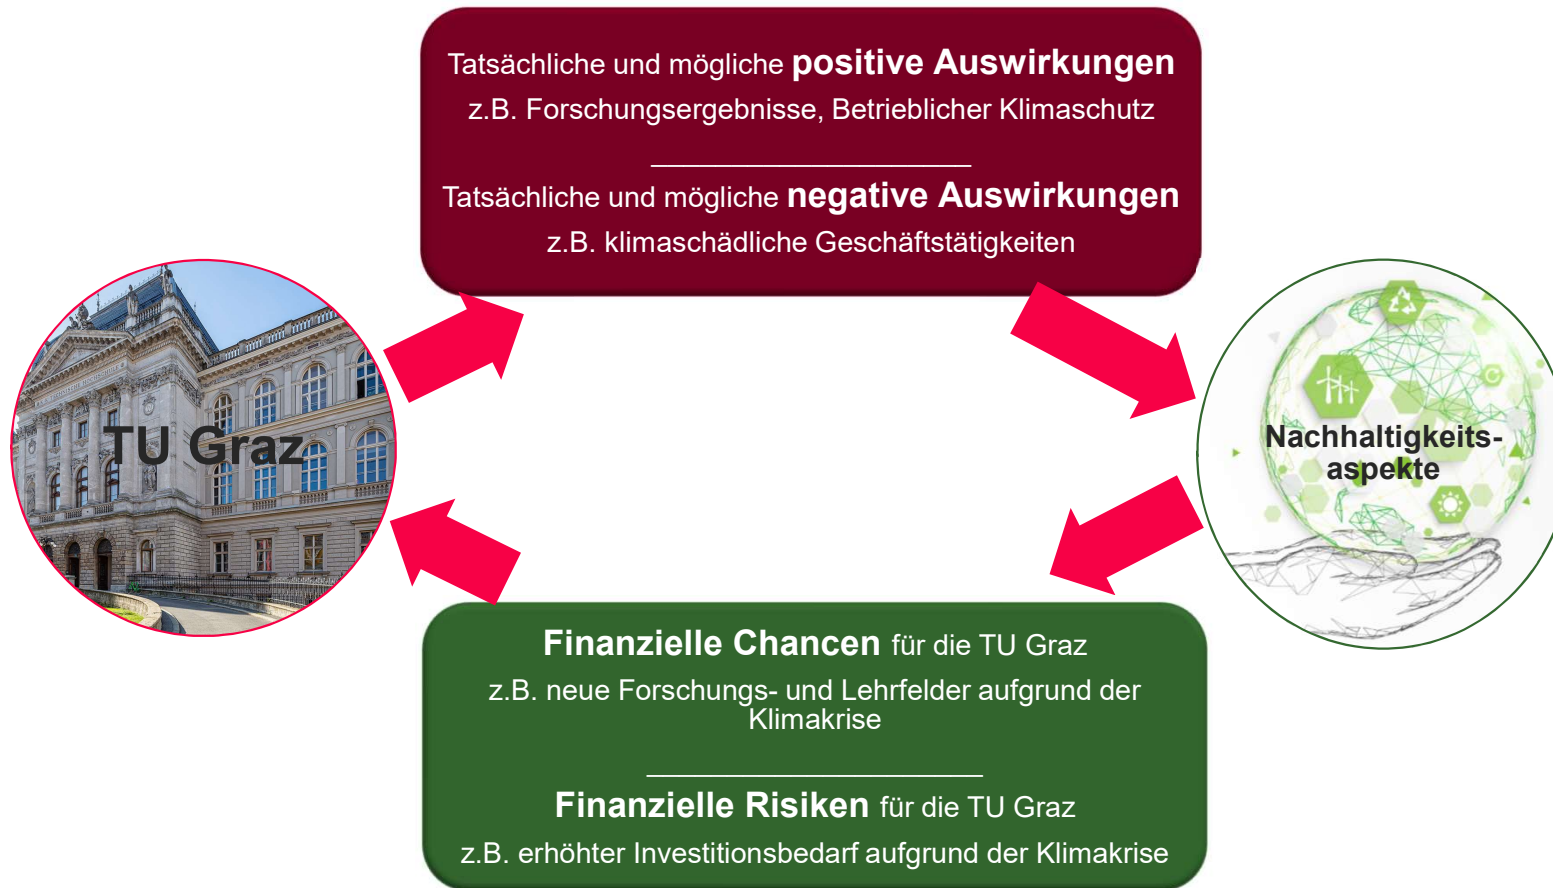 Tatsächliche und mögliche positive Auswirkungen
z.B. Forschungsergebnisse, Betrieblicher Klimaschutz
Tatsächliche und mögliche negative Auswirkungen
z.B. klimaschädliche Geschäftstätigkeiten
TU Graz
Nachhaltigkeits-
aspekte
Finanzielle Chancen für die TU Graz
z.B. neue Forschungs- und Lehrfelder aufgrund der
Klimakrise
Finanzielle Risiken für die TU Graz
z.B. erhöhter Investitionsbedarf aufgrund der Klimakrise